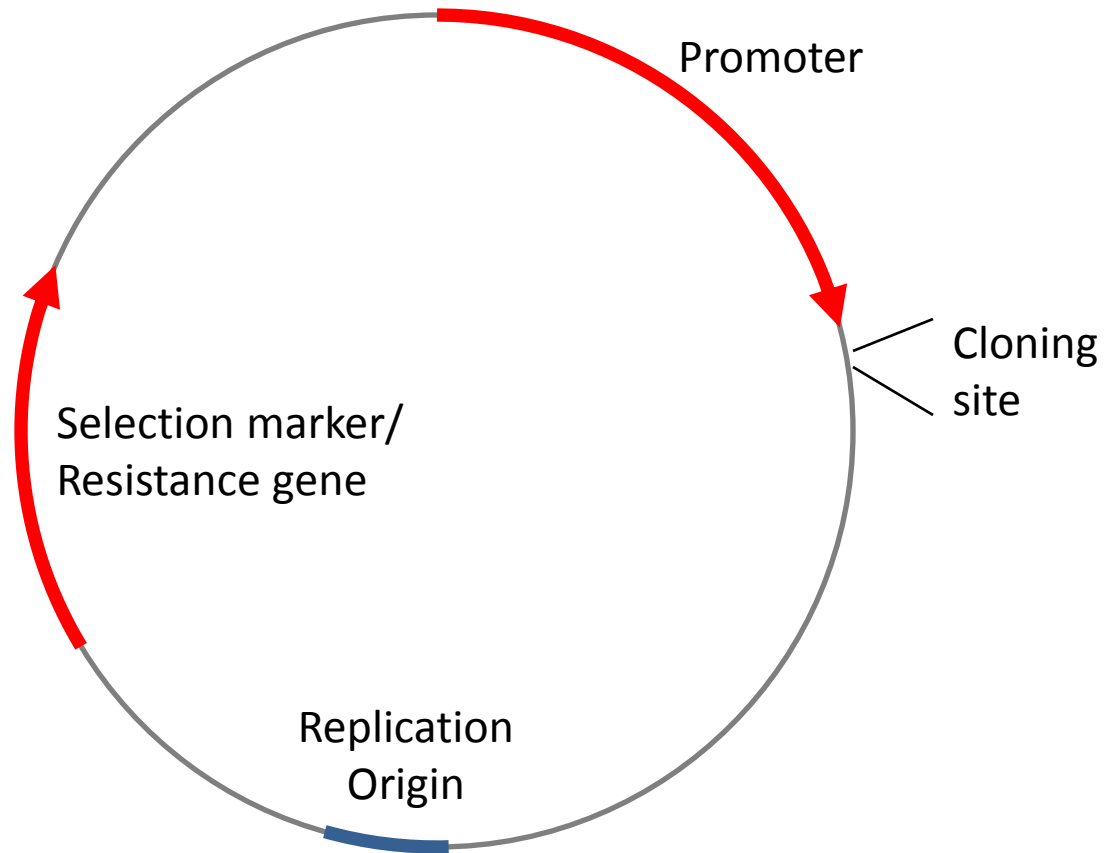 Promoter
Cloning
site
Selection marker/
Resistance gene
Replication
Origin